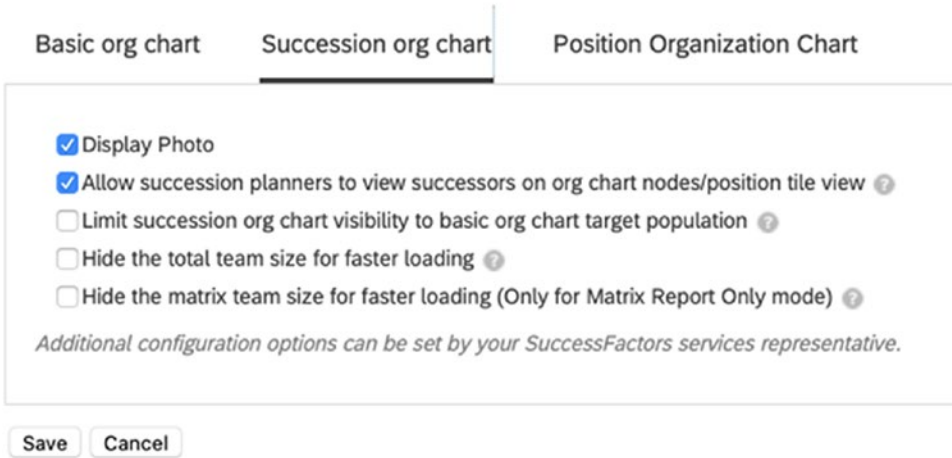 Basic org chart Succession org chart Position Organization Chart
Display Photo
Allow succession planners to view successors on org chart nodes/position tile view ?
Limit succession org chart visibility to basic org chart target population ?
Hide the total team size for faster loading ?
Hide the matrix team size for faster loading (Only for Matrix Report Only mode) ?
Additional configuration options can be set by your SuccessFactors services representative.
Save Cancel